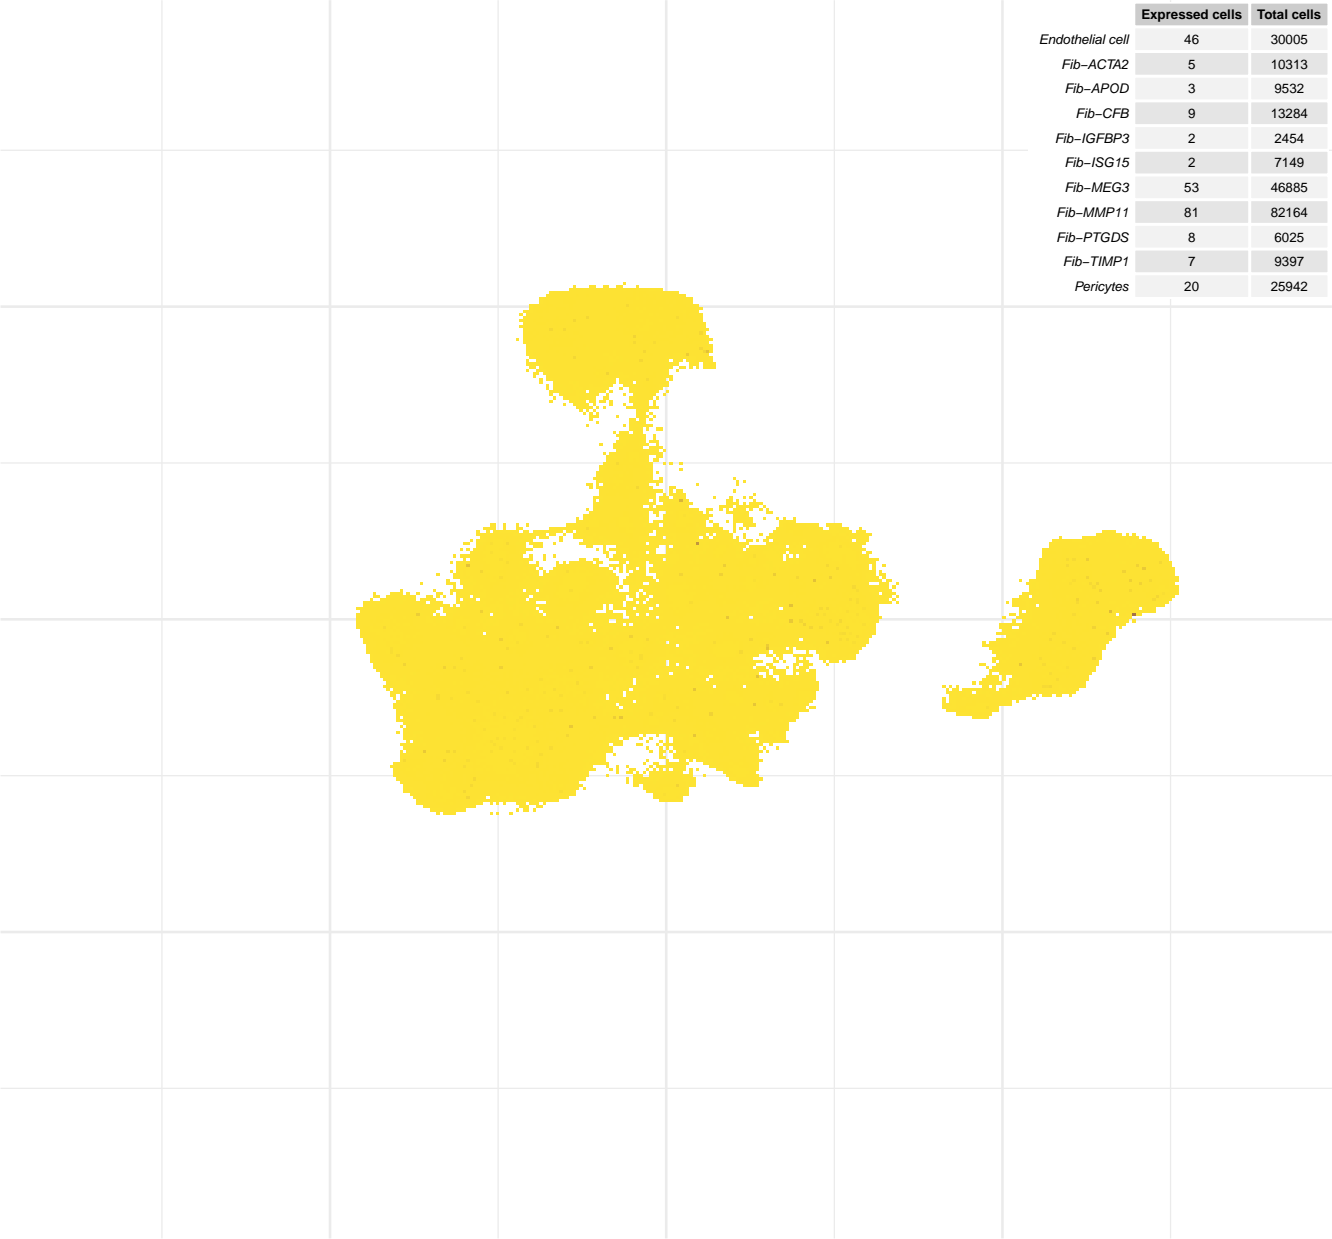 Expressed cells Total cells
Endothelial cell 46 30005
Fib−ACTA2 5 10313
Fib−APOD 3 9532
Fib−CFB 9 13284
Fib−IGFBP3 2 2454
Fib−ISG15 2 7149
Fib−MEG3 53 46885
Fib−MMP11 81 82164
Fib−PTGDS 8 6025
Fib−TIMP1 7 9397
Pericytes 20 25942